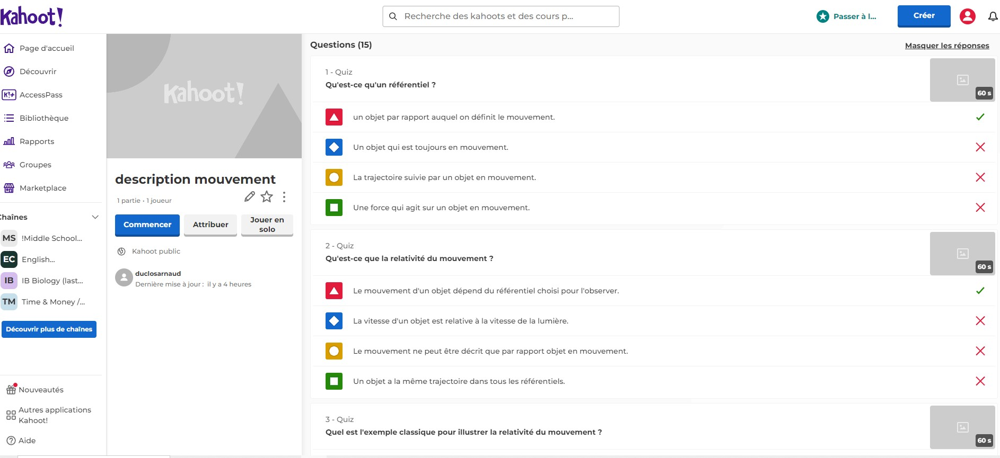 Kahoot!
Recherche des kahoots et des cours p...
Passer à l...
Créer
Page d'accueil
Découvrir
K!+ AccessPass
Bibliothèque
Rapports
Groupes
Marketplace
Chaînes
MS !Middle School...
EC English...
IB IB Biology (last...
TM Time & Money /...
Découvrir plus de chaînes
Nouveautés
Autres applications
Kahoot!
Aide
Kahoot!
description mouvement
1 partie • 1 joueur
Commencer
Attribuer
Jouer en
solo
Kahoot public
duclosarnaud
Dernière mise à jour : il y a 4 heures
Questions (15)
Masquer les réponses
1 - Quiz
Qu'est-ce qu'un référentiel ?
60 s
un objet par rapport auquel on définit le mouvement.
Un objet qui est toujours en mouvement.
La trajectoire suivie par un objet en mouvement.
Une force qui agit sur un objet en mouvement.
2 - Quiz
Qu'est-ce que la relativité du mouvement ?
60 s
Le mouvement d'un objet dépend du référentiel choisi pour l'observer.
La vitesse d'un objet est relative à la vitesse de la lumière.
Le mouvement ne peut être décrit que par rapport objet en mouvement.
Un objet a la même trajectoire dans tous les référentiels.
3 - Quiz
Quel est l'exemple classique pour illustrer la relativité du mouvement ?
60 s